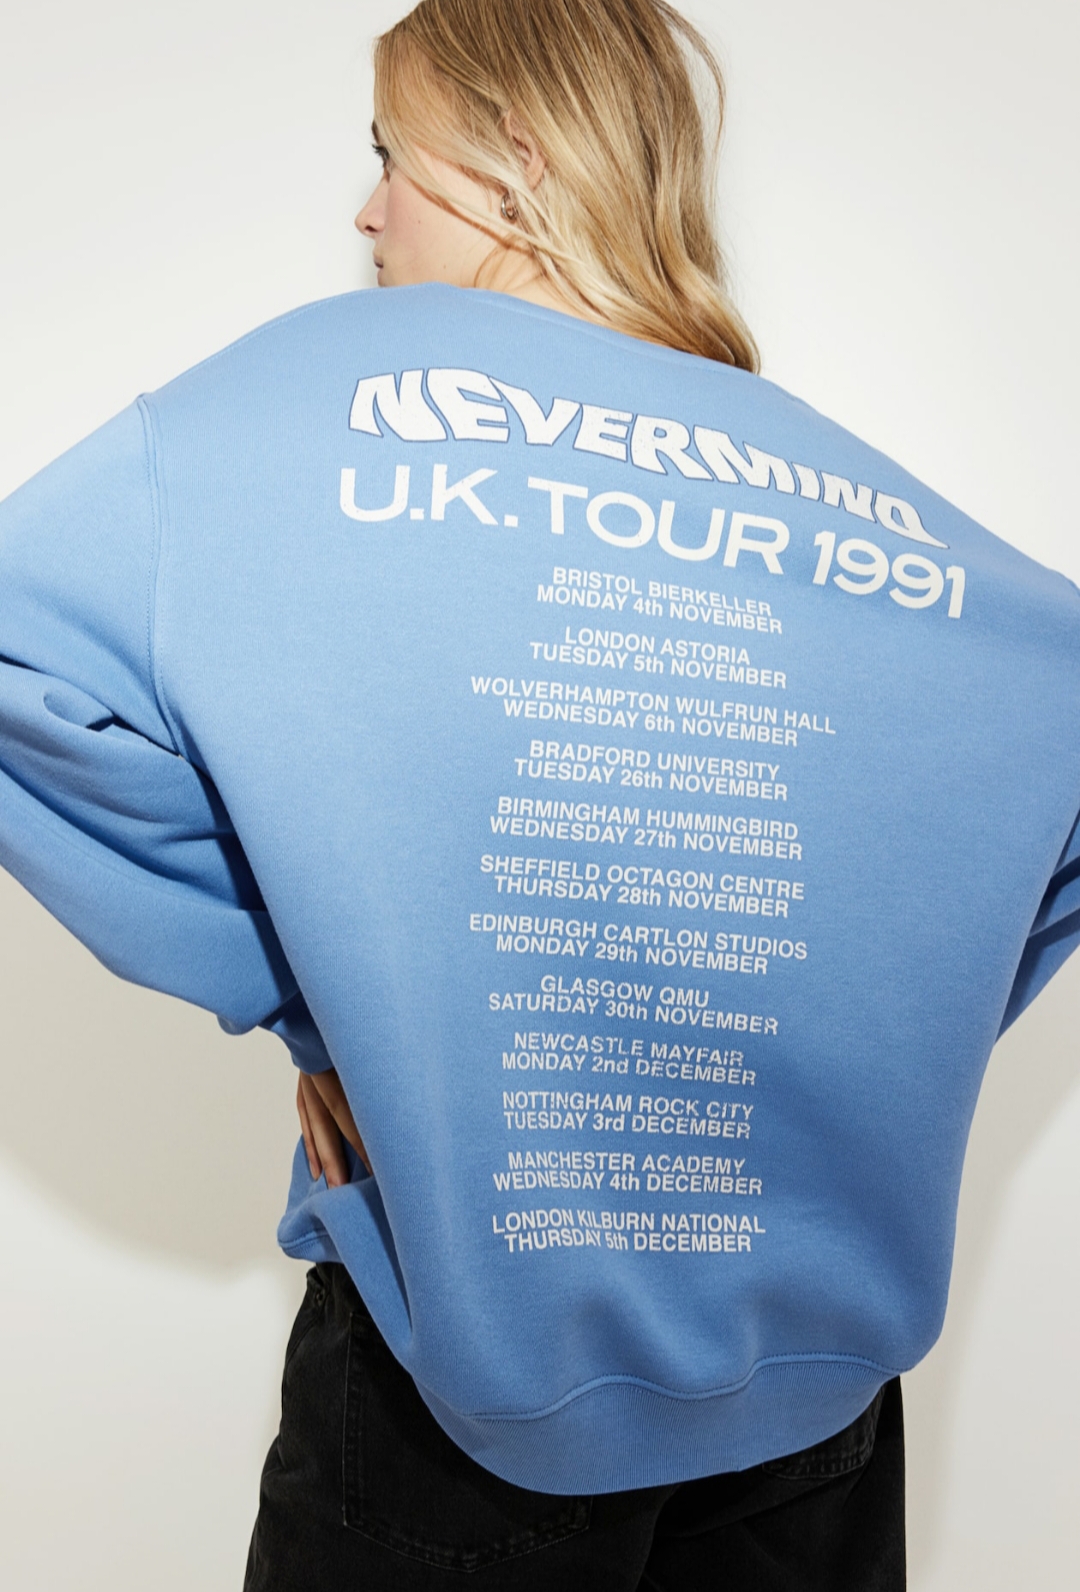 NEVERMIND
U.K. TOUR 1991
BRISTOL BIERKELLER
MONDAY 4th NOVEMBER
LONDON ASTORIA
TUESDAY 5th NOVEMBER
WOLVERHAMPTON WULFRUN HALL
WEDNESDAY 6th NOVEMBER
BRADFORD UNIVERSITY
TUESDAY 26th NOVEMBER
BIRMINGHAM HUMMINGBIRD
WEDNESDAY 27th NOVEMBER
SHEFFIELD OCTAGON CENTRE
THURSDAY 28th NOVEMBER
EDINBURGH CARTLON STUDIOS
MONDAY 29th NOVEMBER
GLASGOW QMU
SATURDAY 30th NOVEMBER
NEWCASTLE MAYFAIR
MONDAY 2nd DECEMBER
NOTTINGHAM ROCK CITY
TUESDAY 3rd DECEMBER
MANCHESTER ACADEMY
WEDNESDAY 4th DECEMBER
LONDON KILBURN NATIONAL
THURSDAY 5th DECEMBER